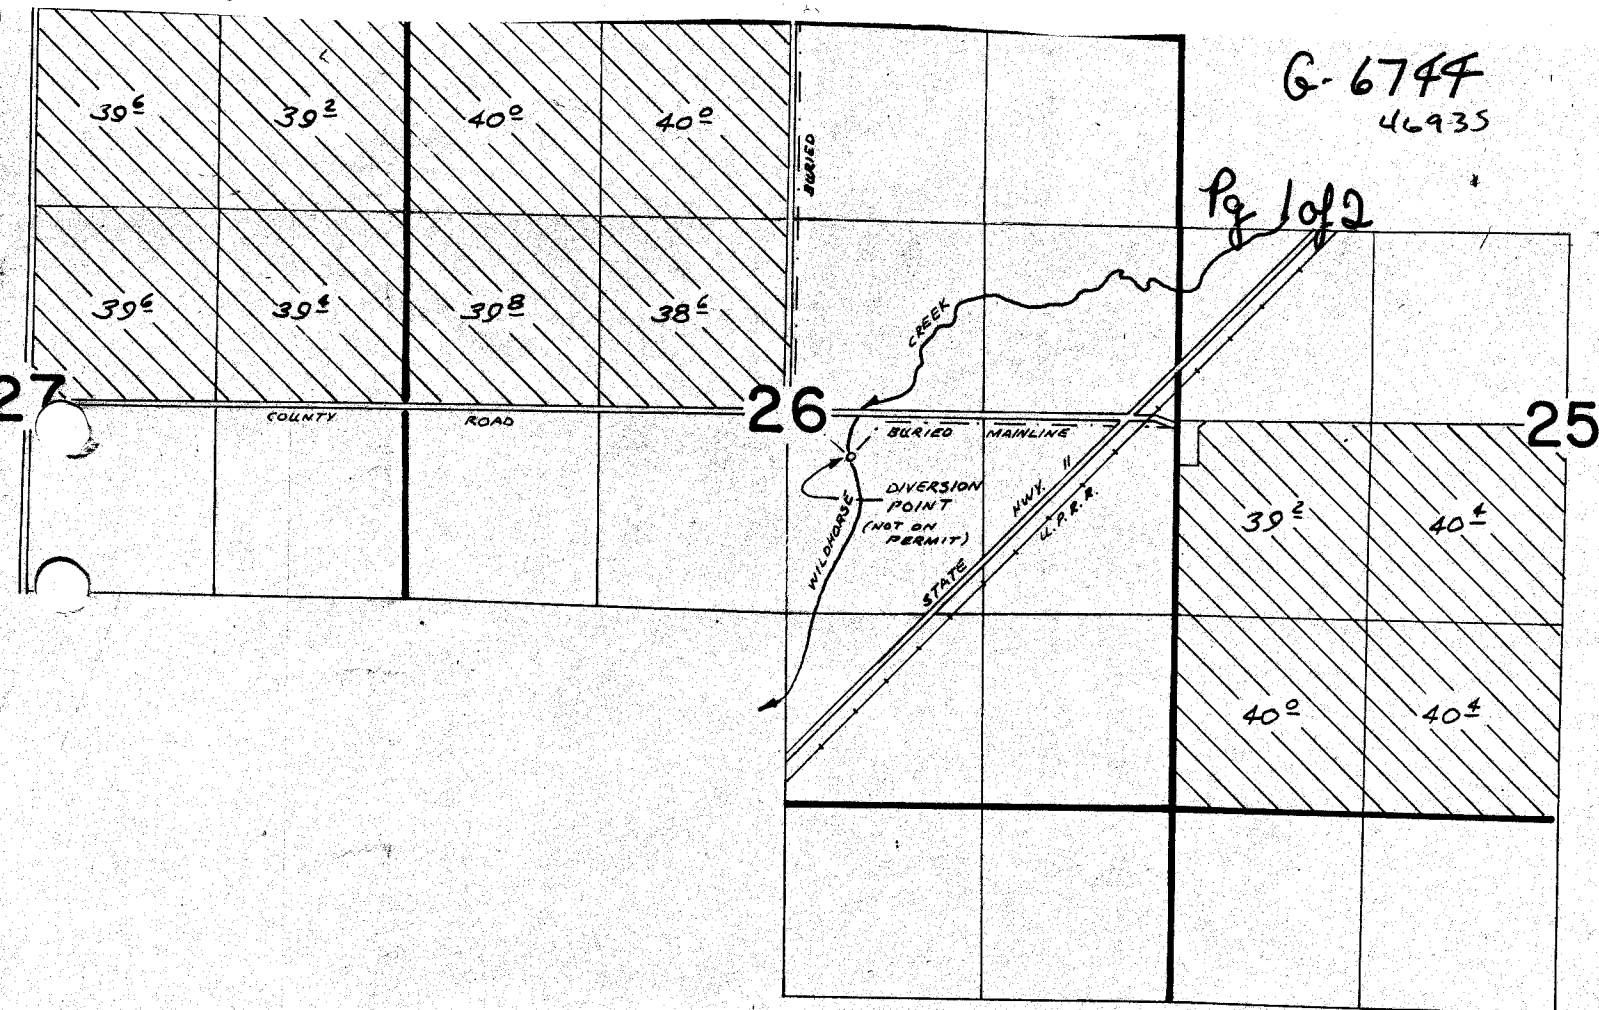 G-6744
46935
Pg 1 of 2
39 6
39 2
40 0
40 0
BURIED
39 6
39 4
39 8
38 6
CREEK
27
26
25
COUNTY ROAD
BURIED MAINLINE
DIVERSION
POINT
(NOT ON
PERMIT)
WILDHORSE
STATE HWY. 11
U.P.R.R.
39 2
40 4
40 0
40 4